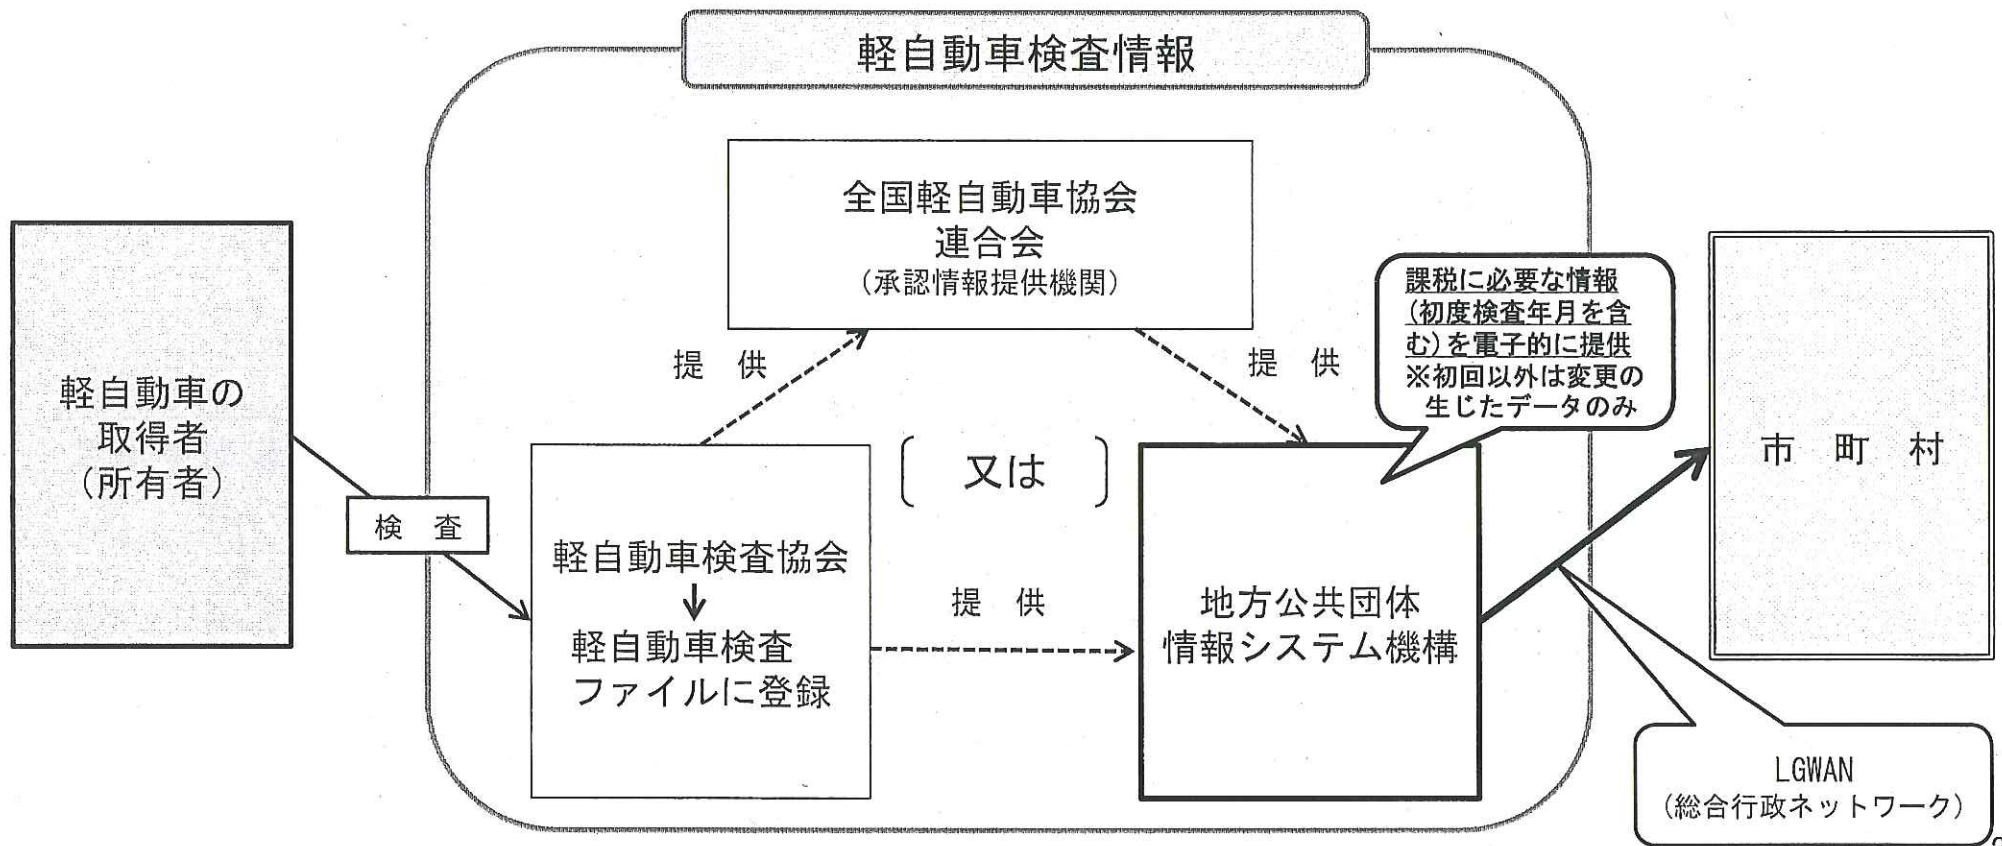 軽自動車検査情報
全国軽自動車協会
連合会
（承認情報提供機関）
課税に必要な情報
（初度検査年月を含
む）を電子的に提供
※初回以外は変更の
生じたデータのみ
提　供
提　供
軽自動車の
取得者
（所有者）
検　査
軽自動車検査協会
↓
軽自動車検査
ファイルに登録
〔　又は　〕
提　供
地方公共団体
情報システム機構
市　町　村
LGWAN
（総合行政ネットワーク）